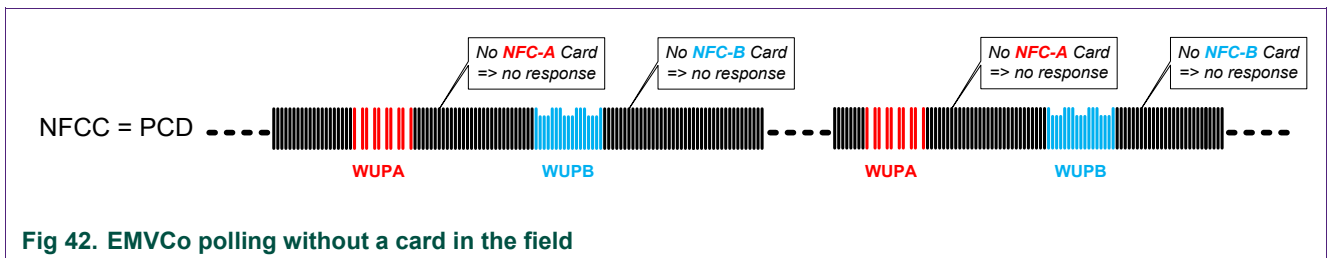 No NFC-A Card
=> no response
No NFC-B Card
=> no response
No NFC-A Card
=> no response
No NFC-B Card
=> no response
NFCC = PCD
WUPA
WUPB
WUPA
WUPB
Fig 42. EMVCo polling without a card in the field